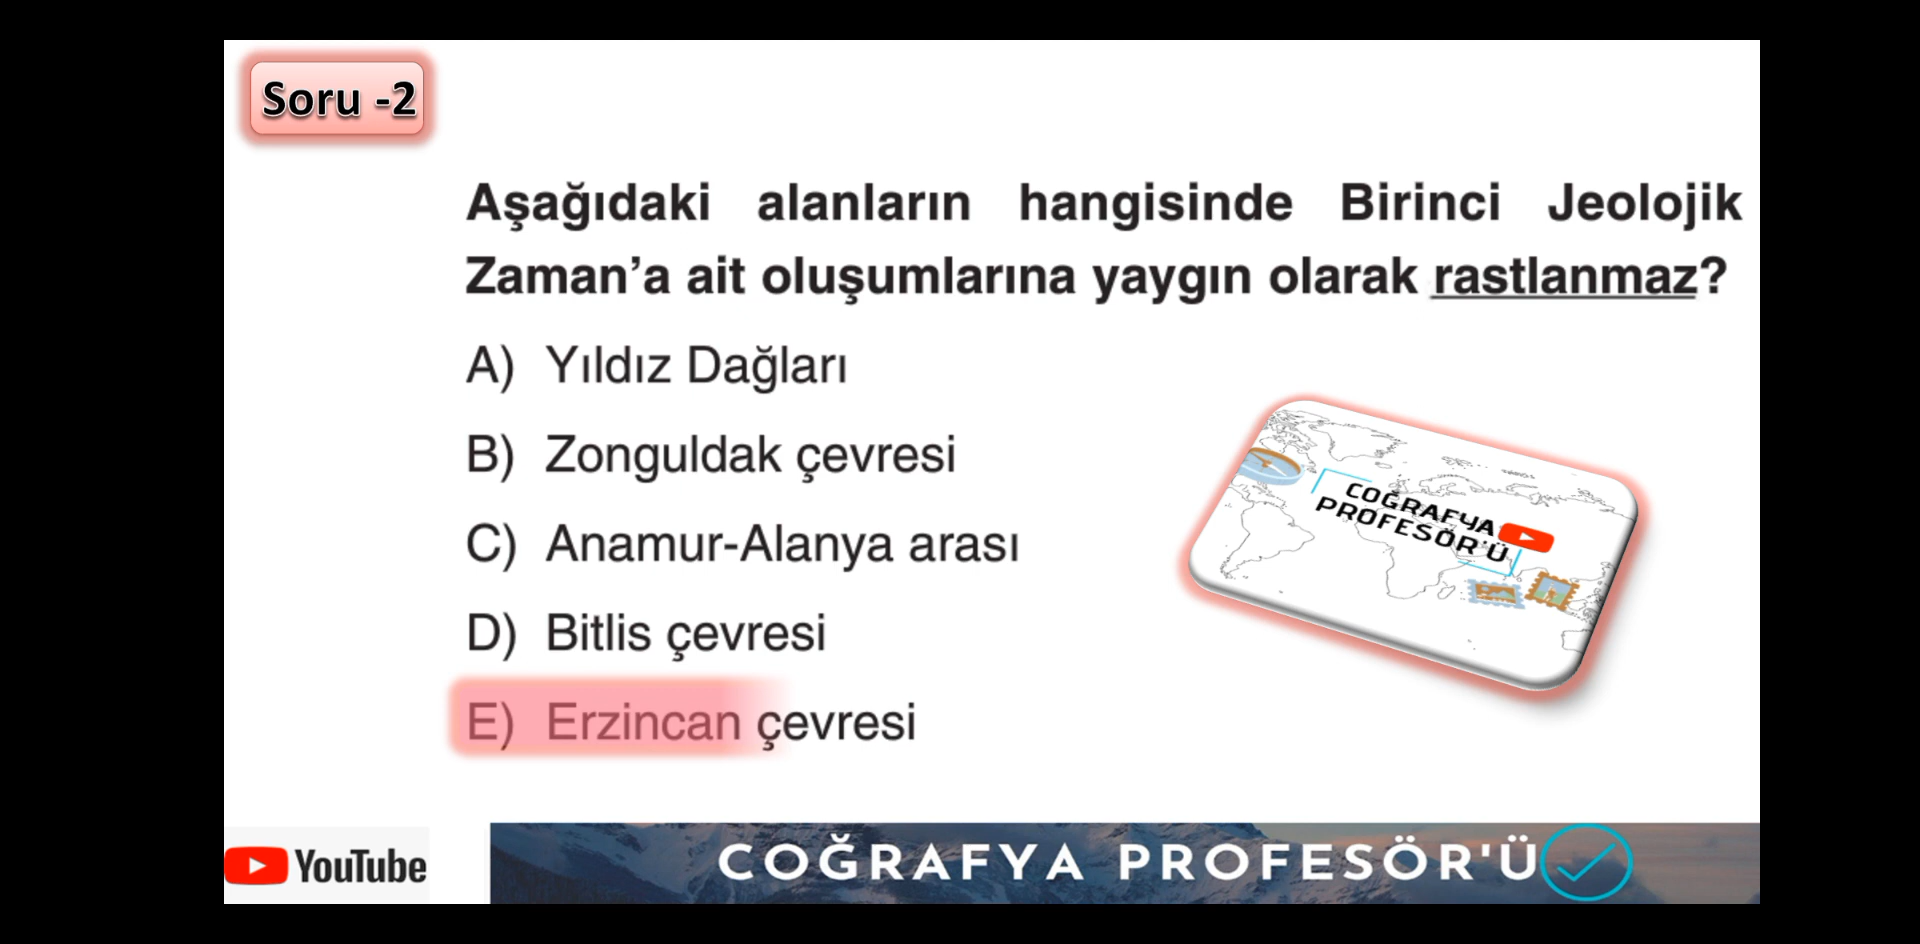 Soru -2
Aşağıdaki alanların hangisinde Birinci Jeolojik
Zaman’a ait oluşumlarına yaygın olarak rastlanmaz?
A) Yıldız Dağları
B) Zonguldak çevresi
C) Anamur-Alanya arası
D) Bitlis çevresi
E) Erzincan çevresi
COĞRAFYA
PROFESÖR'Ü
YouTube
COĞRAFYA PROFESÖR'Ü